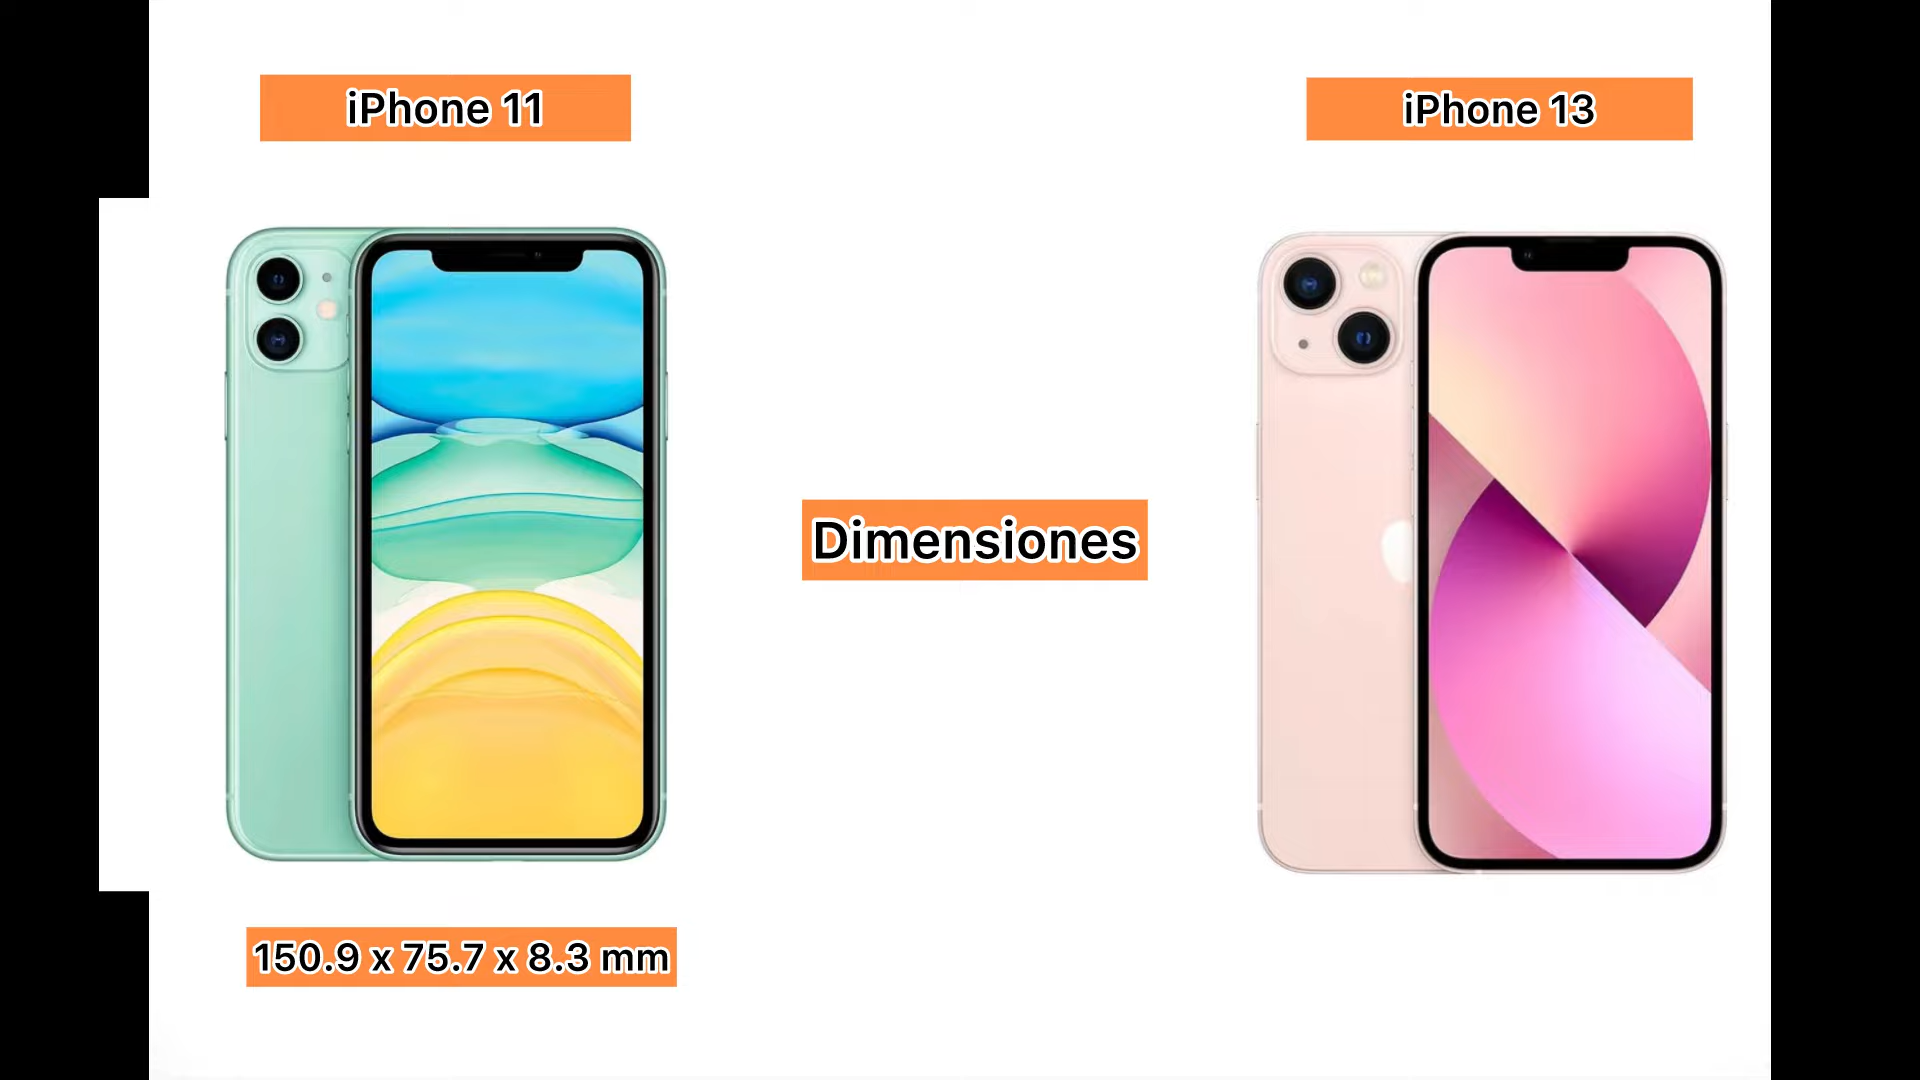 iPhone 11
iPhone 13
Dimensiones
150.9 x 75.7 x 8.3 mm